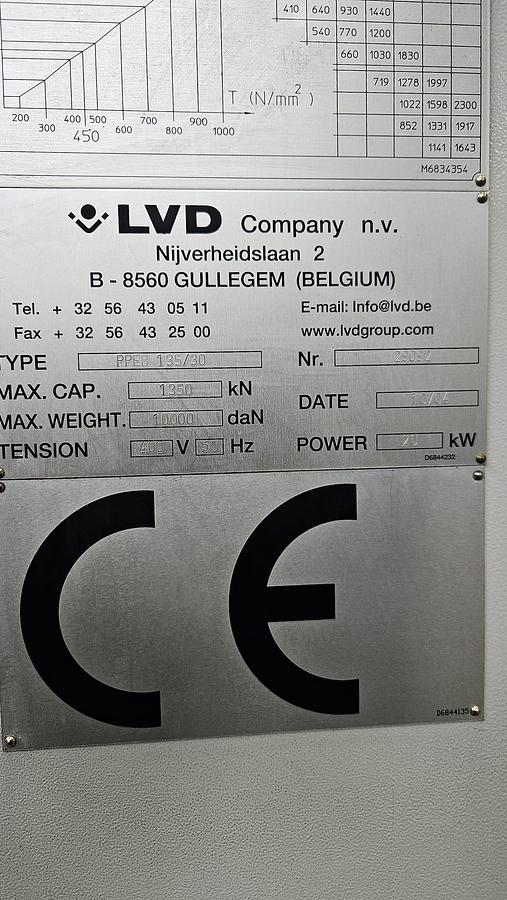 410 640 930 1440
540 770 1200
660 1030 1830
719 1278 1997
1022 1598 2300
852 1331 1917
1141 1643
T. (N/mm²)
200 300 400 450 500 600 700 800 900 1000
M6834354
LVD Company n.v.
Nijverheidslaan 2
B - 8560 GULLEGEM (BELGIUM)
Tel. + 32 56 43 05 11
E-mail: Info@lvd.be
Fax + 32 56 43 25 00
www.lvdgroup.com
TYPE PPEB 135/30
Nr.
MAX. CAP. 1350 kN
MAX. WEIGHT. 10000 daN
DATE
TENSION 400 V 50 Hz
POWER 20 kW
D6844232
CE
D6844135